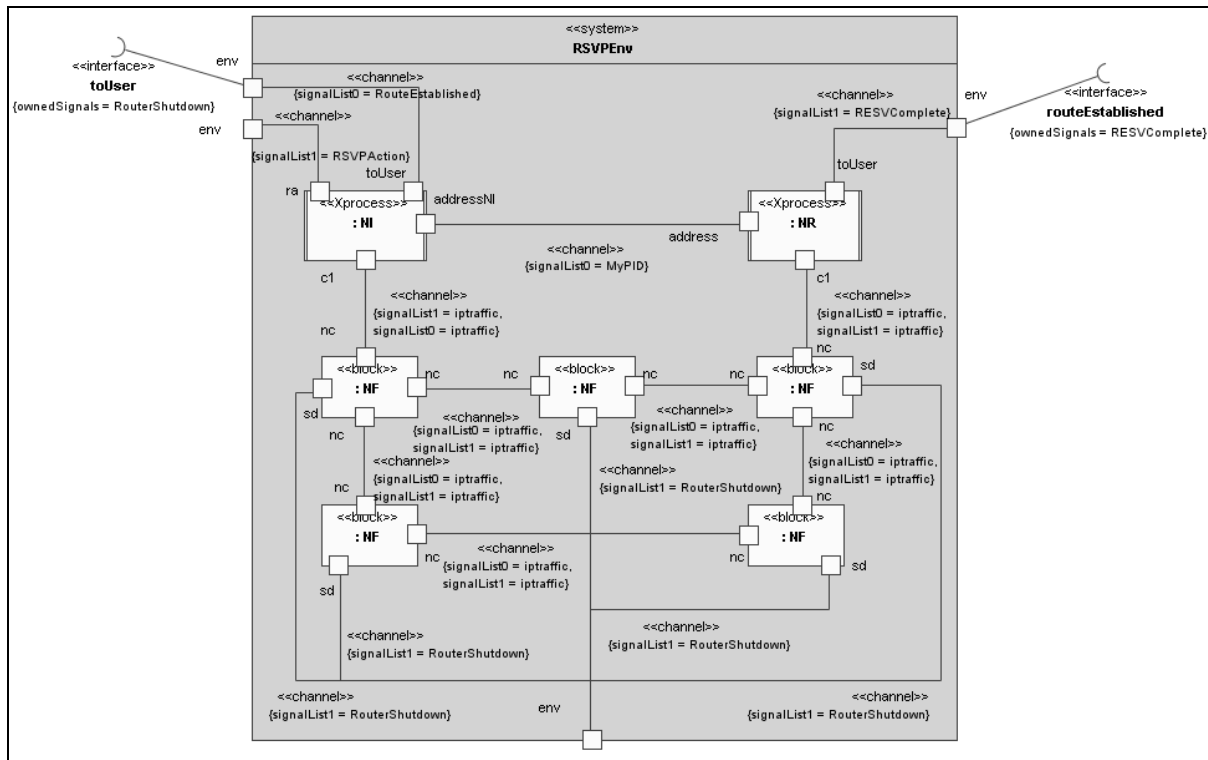 <<system>>
RSVPEnv
env
<<interface>>
toUser
{ownedSignals = RouterShutdown}
<<channel>>
{signalList0 = RouteEstablished}
env
<<channel>>
{signalList1 = RSVPAction}
toUser
ra
<<Xprocess>>
: NI
addressNI
c1
<<channel>>
{signalList0 = MyPID}
<<channel>>
{signalList1 = RESVComplete}
env
<<interface>>
routeEstablished
{ownedSignals = RESVComplete}
toUser
<<Xprocess>>
: NR
address
c1
<<channel>>
{signalList1 = iptraffic,
signalList0 = iptraffic}
nc
<<channel>>
{signalList0 = iptraffic,
signalList1 = iptraffic}
nc
<<block>>
: NF
nc
sd
nc
nc
<<block>>
: NF
nc
sd
nc
<<block>>
: NF
sd
nc
<<channel>>
{signalList0 = iptraffic,
signalList1 = iptraffic}
<<channel>>
{signalList0 = iptraffic,
signalList1 = iptraffic}
<<channel>>
{signalList0 = iptraffic,
signalList1 = iptraffic}
<<channel>>
{signalList1 = RouterShutdown}
<<channel>>
{signalList0 = iptraffic,
signalList1 = iptraffic}
nc
<<block>>
: NF
nc
sd
<<channel>>
{signalList0 = iptraffic,
signalList1 = iptraffic}
nc
<<block>>
: NF
nc
sd
<<channel>>
{signalList1 = RouterShutdown}
<<channel>>
{signalList1 = RouterShutdown}
<<channel>>
{signalList1 = RouterShutdown}
env
<<channel>>
{signalList1 = RouterShutdown}